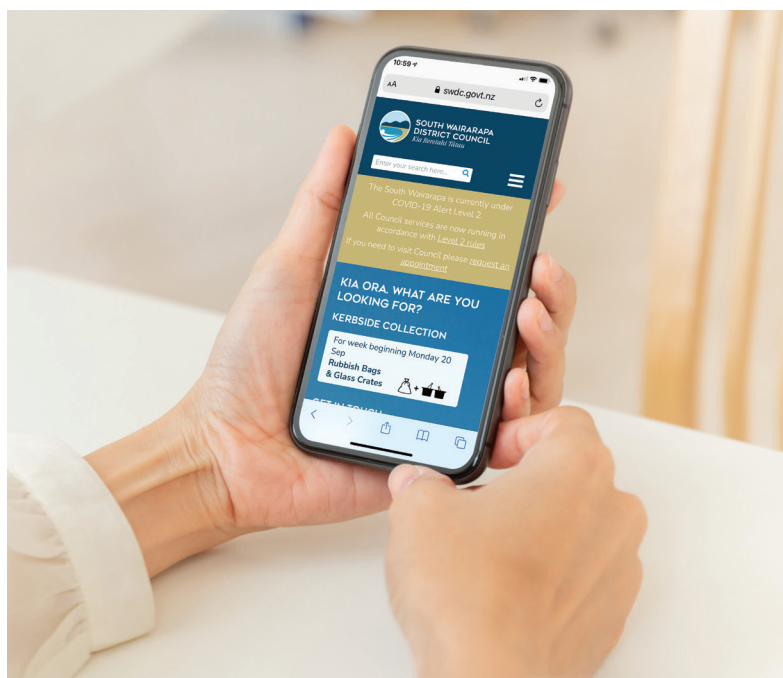 10:59
AA swdc.govt.nz
SOUTH WAIRARAPA
DISTRICT COUNCIL
Kia Reretahi Tātau
Enter your search here..
The South Wairarapa is currently under
COVID-19 Alert Level 2
All Council services are now running in
accordance with Level 2 rules
If you need to visit Council please request an
appointment
KIA ORA. WHAT ARE YOU
LOOKING FOR?
KERBSIDE COLLECTION
For week beginning Monday 20
Sep
Rubbish Bags
& Glass Crates
+
GET IN TOUCH